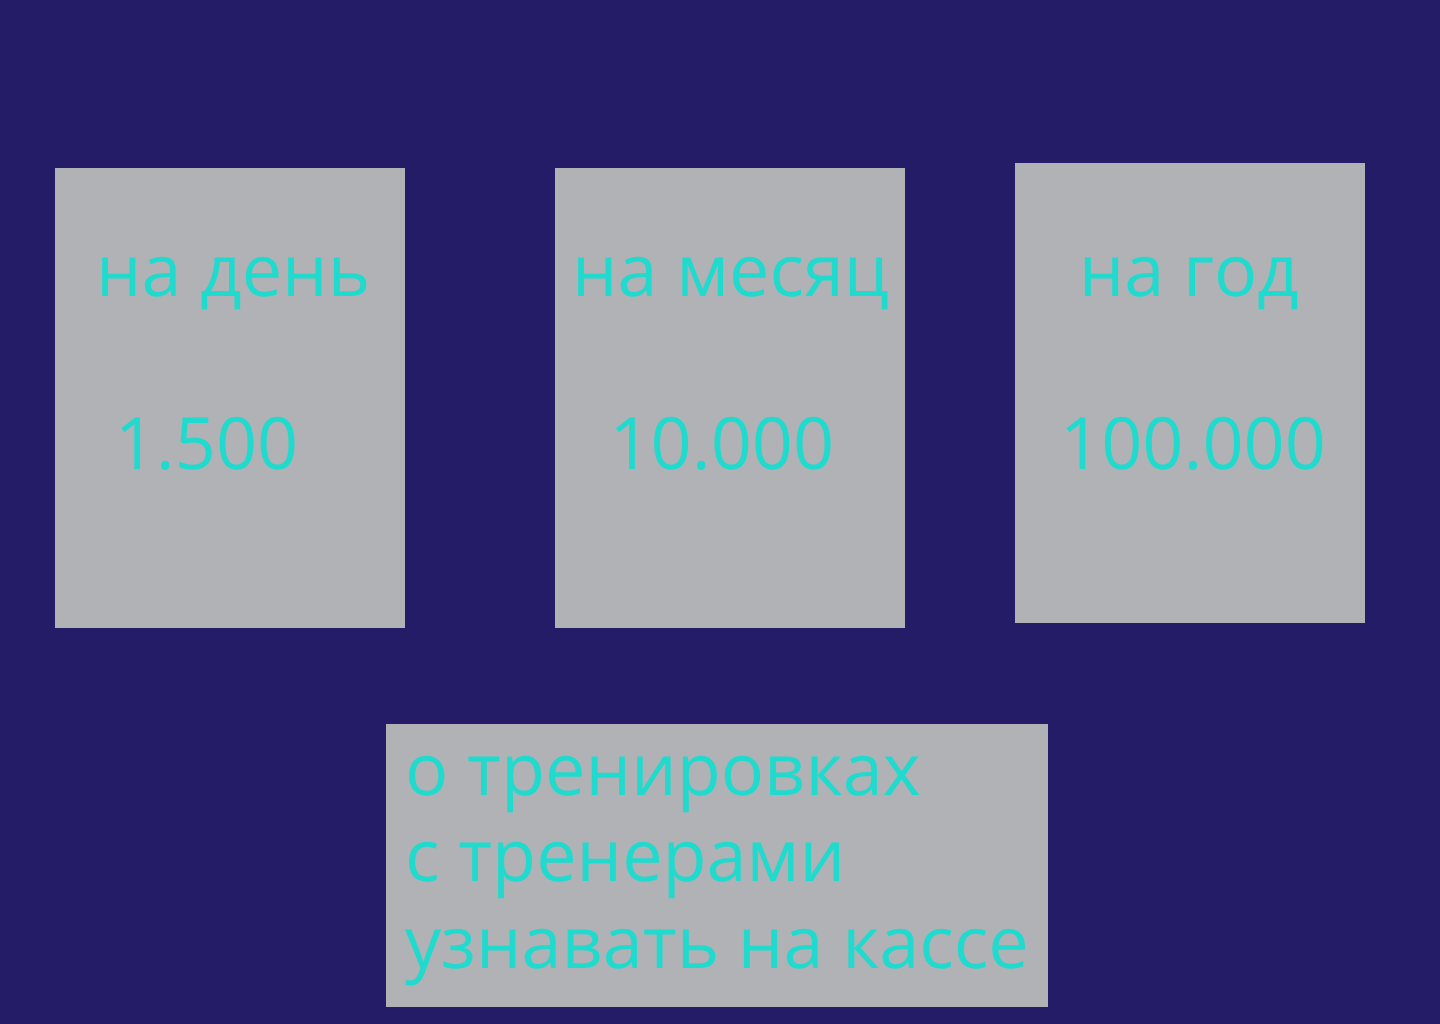 на день
на месяц
на год
1.500
10.000
100.000
о тренировках
с тренерами
узнавать на кассе